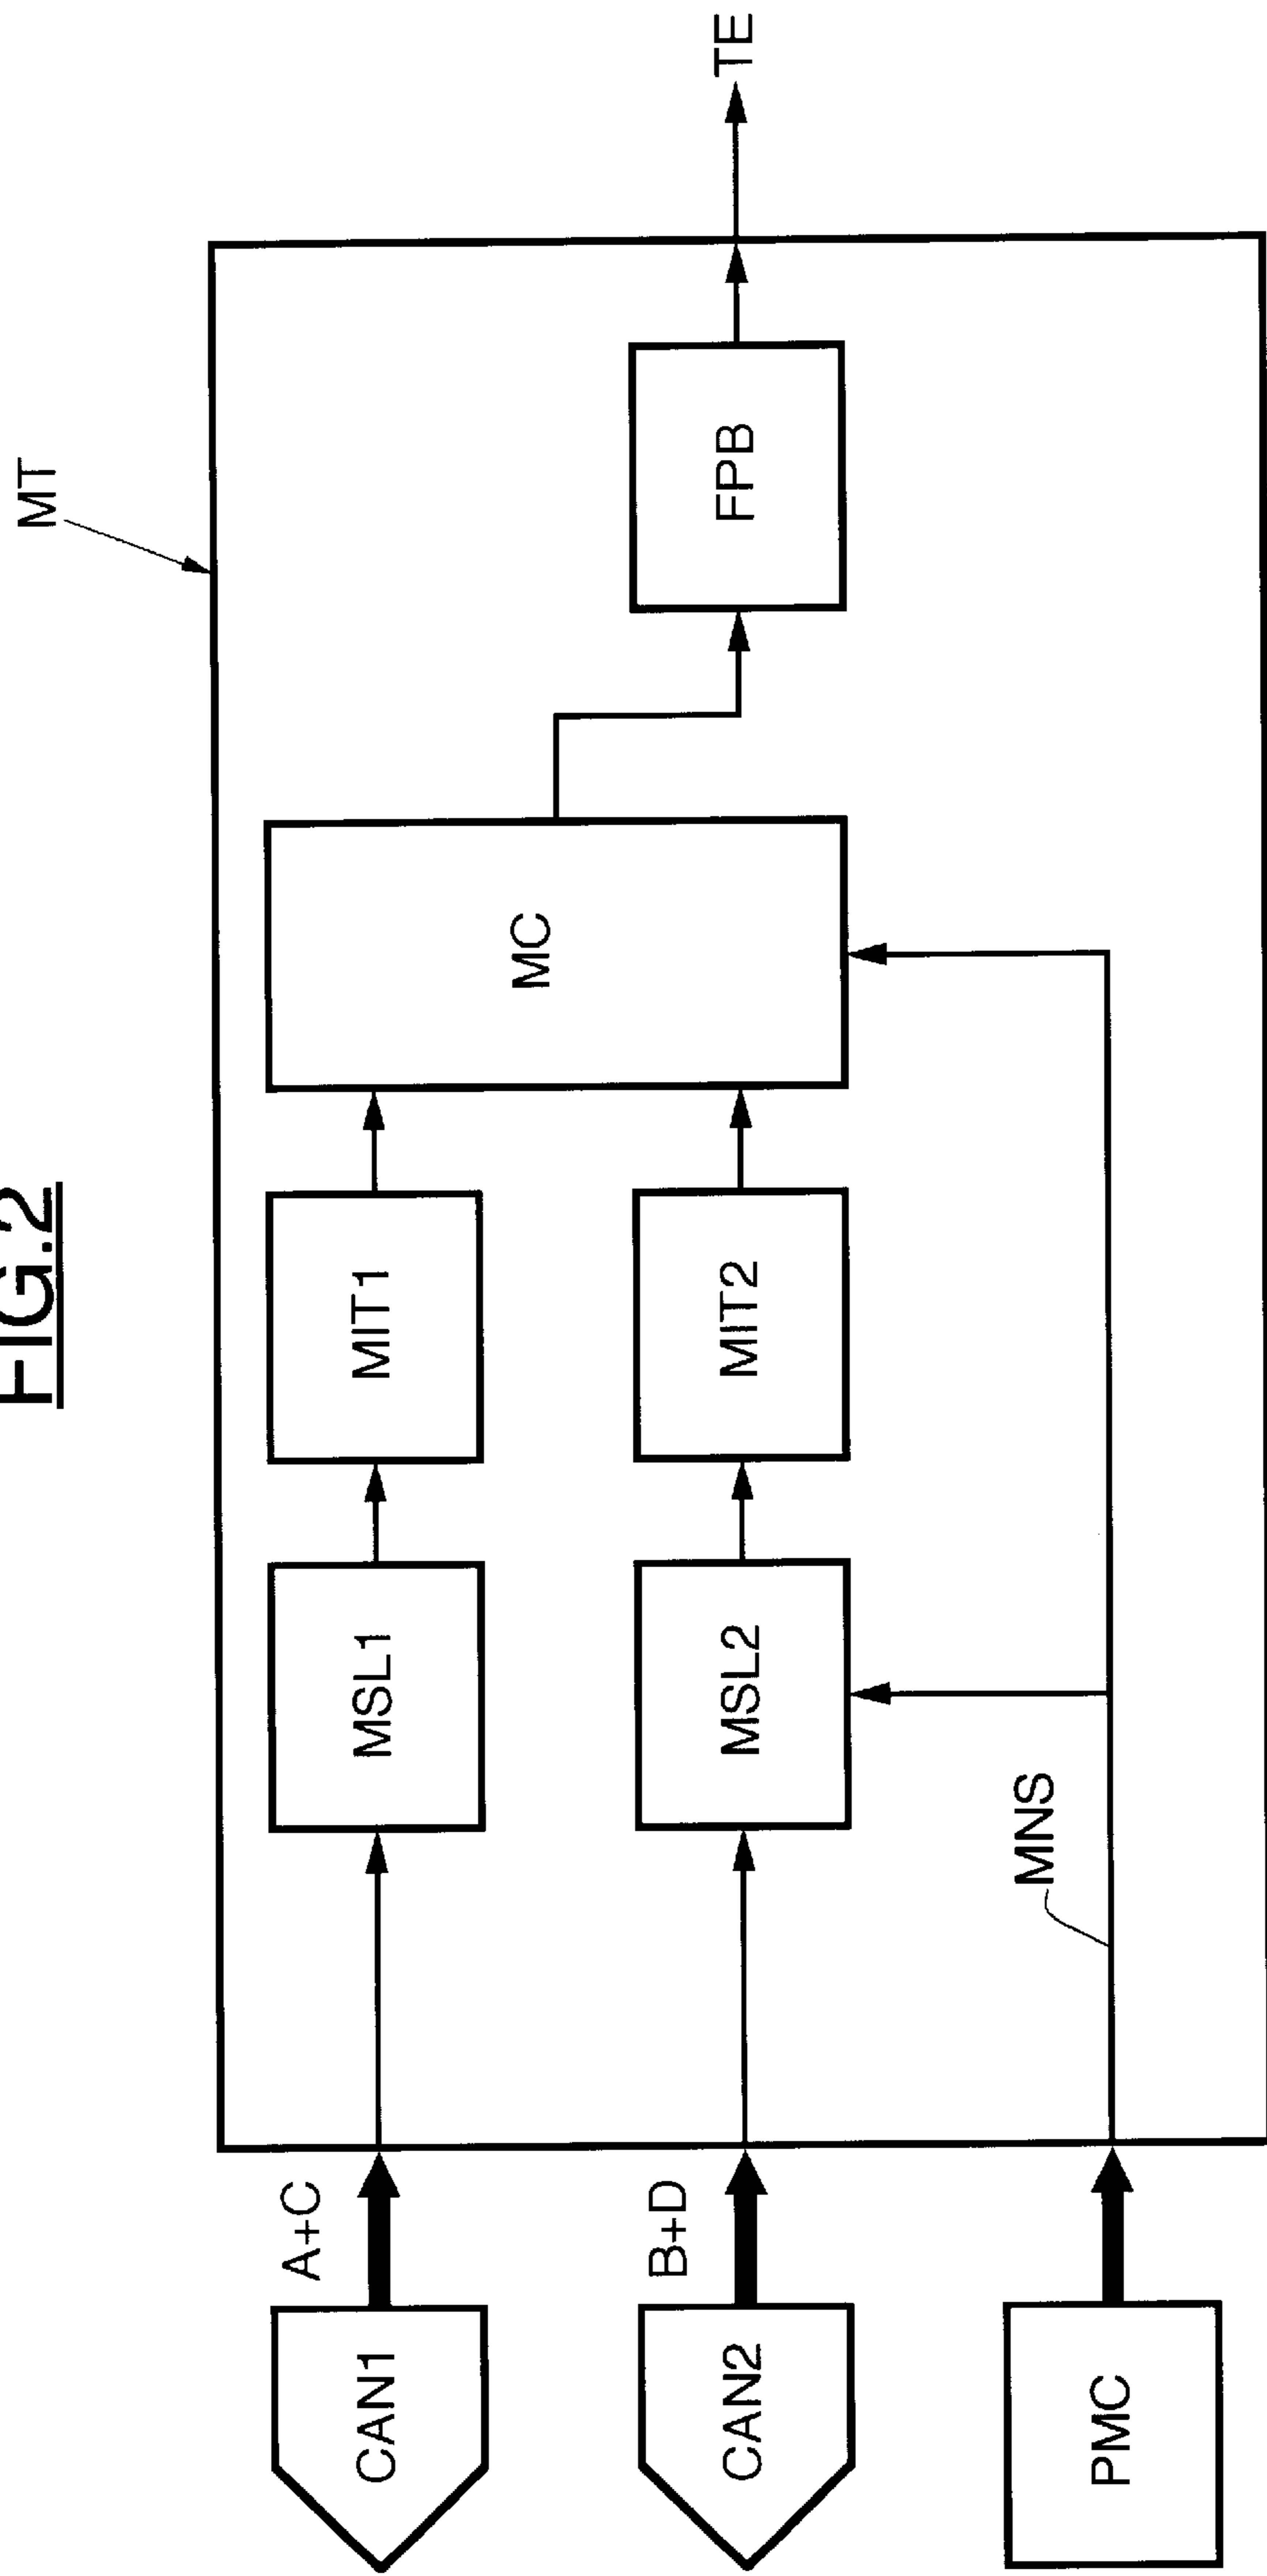 FIG.2
MT
CAN1
A+C
MSL1
MIT1
MC
FPB
TE
CAN2
B+D
MSL2
MIT2
PMC
MNS